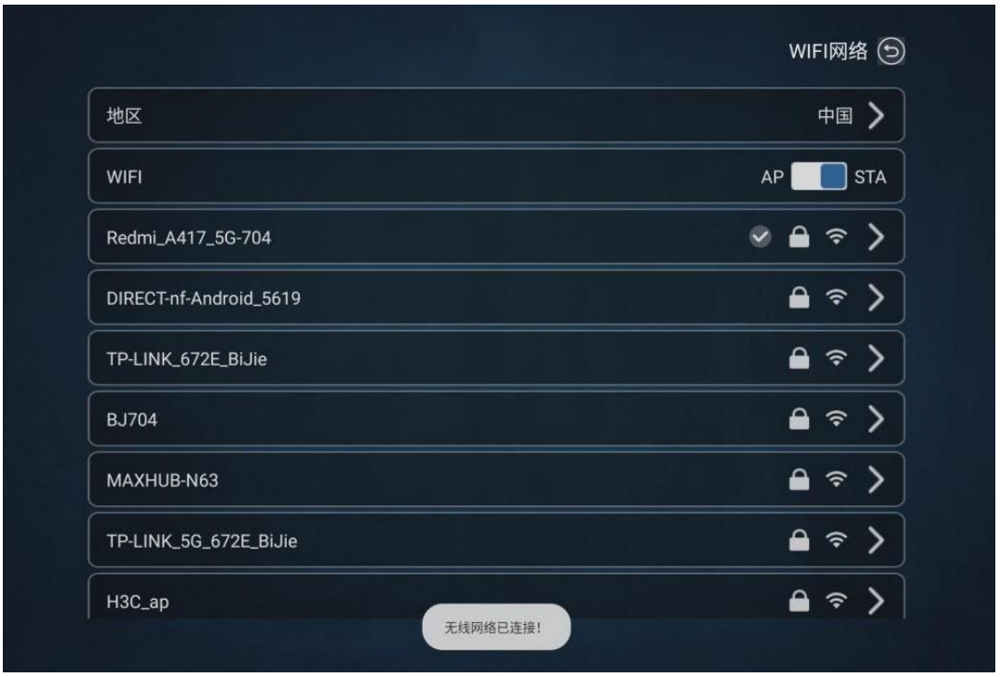 WIFI网络
地区 中国
WIFI AP STA
Redmi_A417_5G-704
DIRECT-nf-Android_5619
TP-LINK_672E_BiJie
BJ704
MAXHUB-N63
TP-LINK_5G_672E_BiJie
H3C_ap
无线网络已连接!